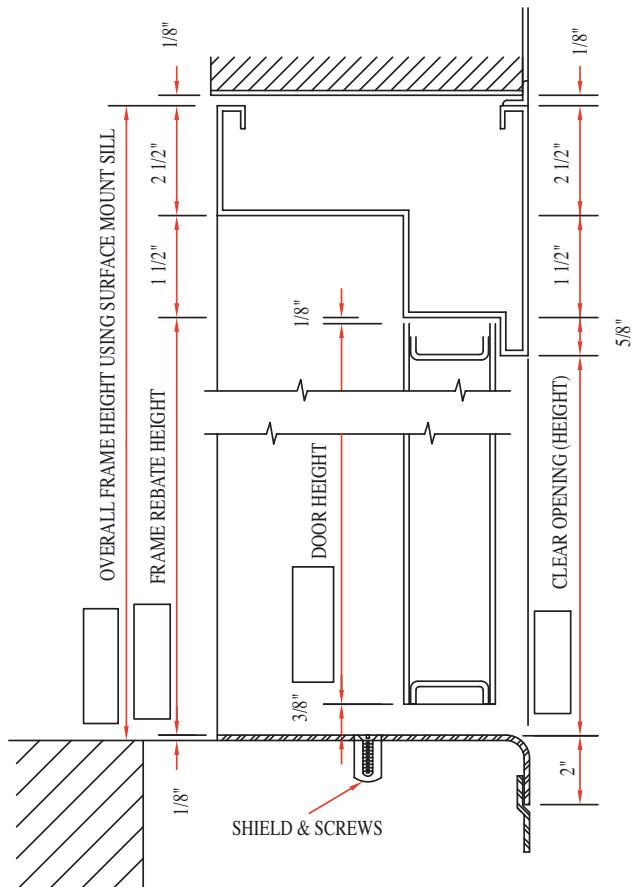 1/8"
1/8"
OVERALL FRAME HEIGHT USING SURFACE MOUNT SILL
2 1/2"
2 1/2"
1 1/2"
1 1/2"
1/8"
5/8"
FRAME REBATE HEIGHT
DOOR HEIGHT
CLEAR OPENING (HEIGHT)
3/8"
1/8"
2"
SHIELD & SCREWS